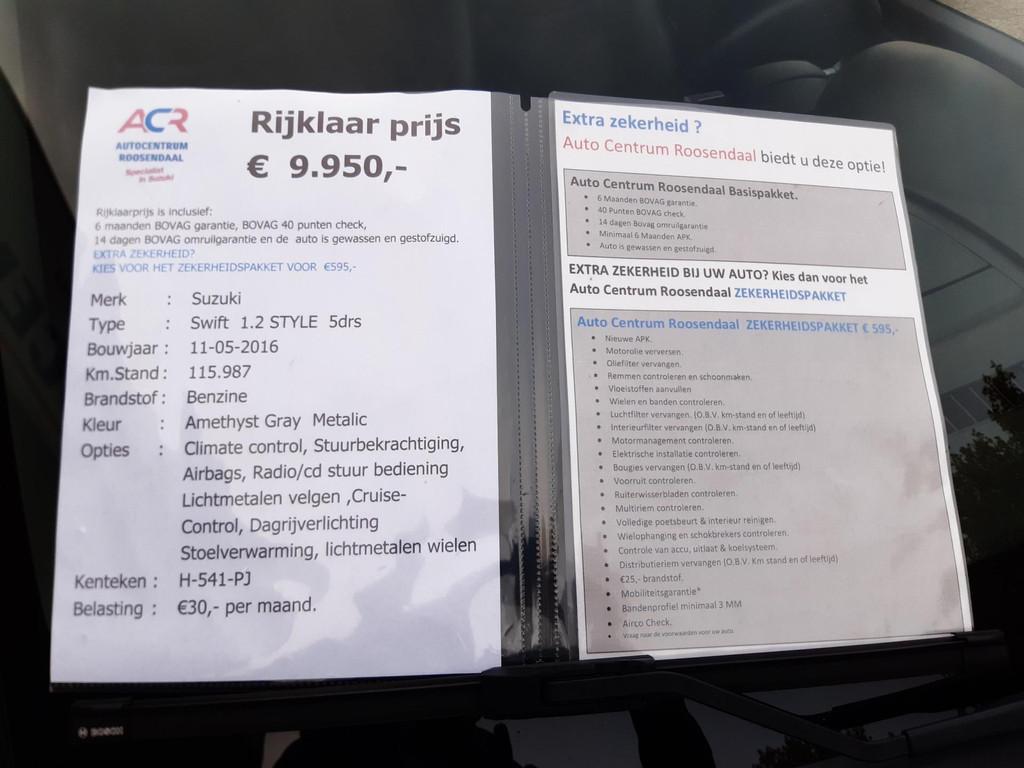 ACR
AUTOCENTRUM
ROOSENDAAL
Specialist
in Suzuki
Rijklaar prijs
€ 9.950,-
Rijklaarprijs is inclusief:
6 maanden BOVAG garantie, BOVAG 40 punten check,
14 dagen BOVAG omruilgarantie en de auto is gewassen en gestofzuigd.
EXTRA ZEKERHEID?
KIES VOOR HET ZEKERHEIDSPAKKET VOOR €595,-
Merk : Suzuki
Type : Swift 1.2 STYLE 5drs
Bouwjaar : 11-05-2016
Km.Stand : 115.987
Brandstof : Benzine
Kleur : Amethyst Gray Metalic
Opties : Climate control, Stuurbekrachtiging,
Airbags, Radio/cd stuur bediening
Lichtmetalen velgen ,Cruise-
Control, Dagrijverlichting
Stoelverwarming, lichtmetalen wielen
Kenteken : H-541-PJ
Belasting : €30,- per maand.
Extra zekerheid ?
Auto Centrum Roosendaal biedt u deze optie!
Auto Centrum Roosendaal Basispakket.
• 6 Maanden BOVAG garantie.
• 40 Punten BOVAG check.
• 14 dagen Bovag omruilgarantie
• Minimaal 6 Maanden APK.
• Auto is gewassen en gestofzuigd.
EXTRA ZEKERHEID BIJ UW AUTO? Kies dan voor het
Auto Centrum Roosendaal ZEKERHEIDSPAKKET
Auto Centrum Roosendaal ZEKERHEIDSPAKKET € 595,-
• Nieuwe APK.
• Motorolie verversen.
• Oliefilter vervangen.
• Remmen controleren en schoonmaken.
• Vloeistoffen aanvullen
• Wielen en banden controleren.
• Luchtfilter vervangen. (O.B.V. km-stand en of leeftijd)
• Interieurfilter vervangen (O.B.V. km-stand en of leeftijd)
• Motormanagement controleren.
• Elektrische installatie controleren.
• Bougies vervangen (O.B.V. km-stand en of leeftijd)
• Voorruit controleren.
• Ruiterwisserbladen controleren.
• Multiriem controleren.
• Volledige poetsbeurt & interieur reinigen.
• Wielophanging en schokbrekers controleren.
• Controle van accu, uitlaat & koelsysteem.
• Distributieriem vervangen (O.B.V. Km stand en of leeftijd)
• €25,- brandstof.
• Mobiliteitsgarantie*
• Bandenprofiel minimaal 3 MM
• Airco Check.
• Vraag naar de voorwaarden voor uw auto.
BOSCH